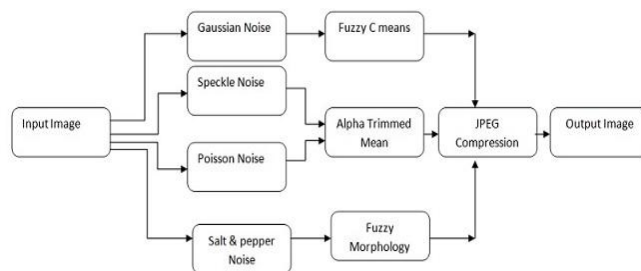 Gaussian Noise
Fuzzy C means
Speckle Noise
Input Image
Alpha Trimmed
Mean
JPEG
Compression
Output Image
Poisson Noise
Salt & pepper
Noise
Fuzzy
Morphology